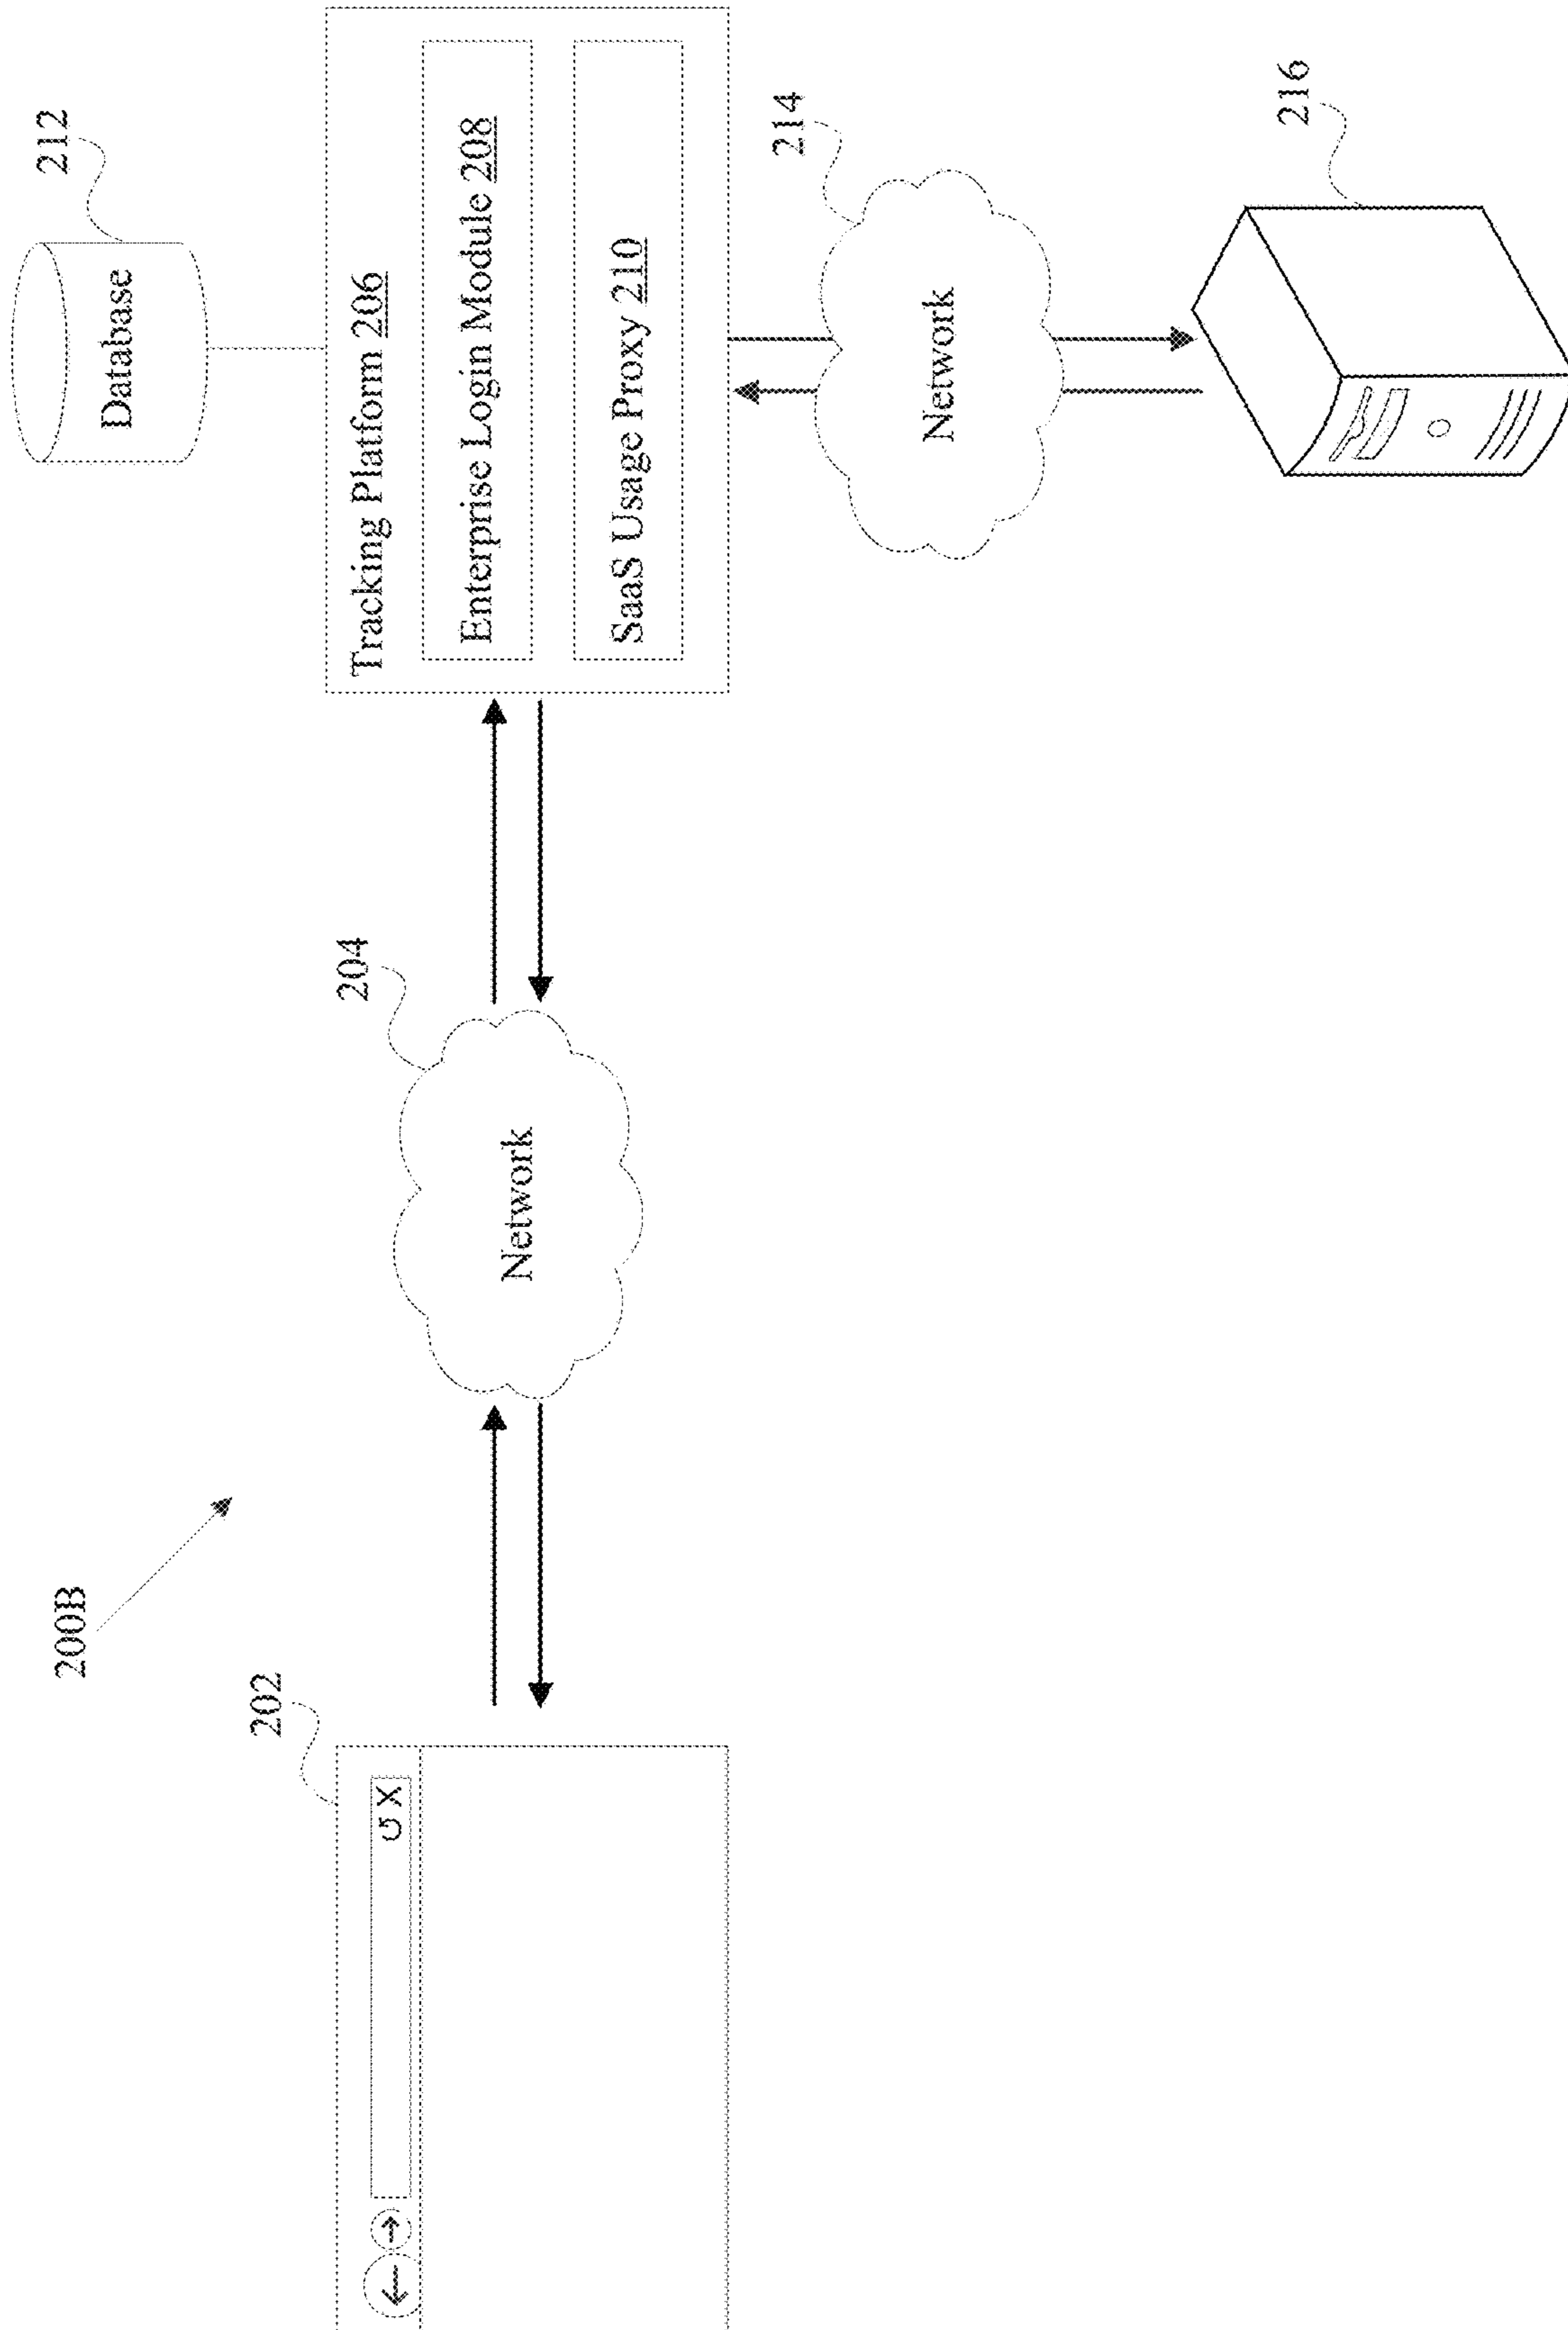 200B
202
↺ X
204
Network
212
Database
Tracking Platform 206
Enterprise Login Module 208
SaaS Usage Proxy 210
214
Network
216